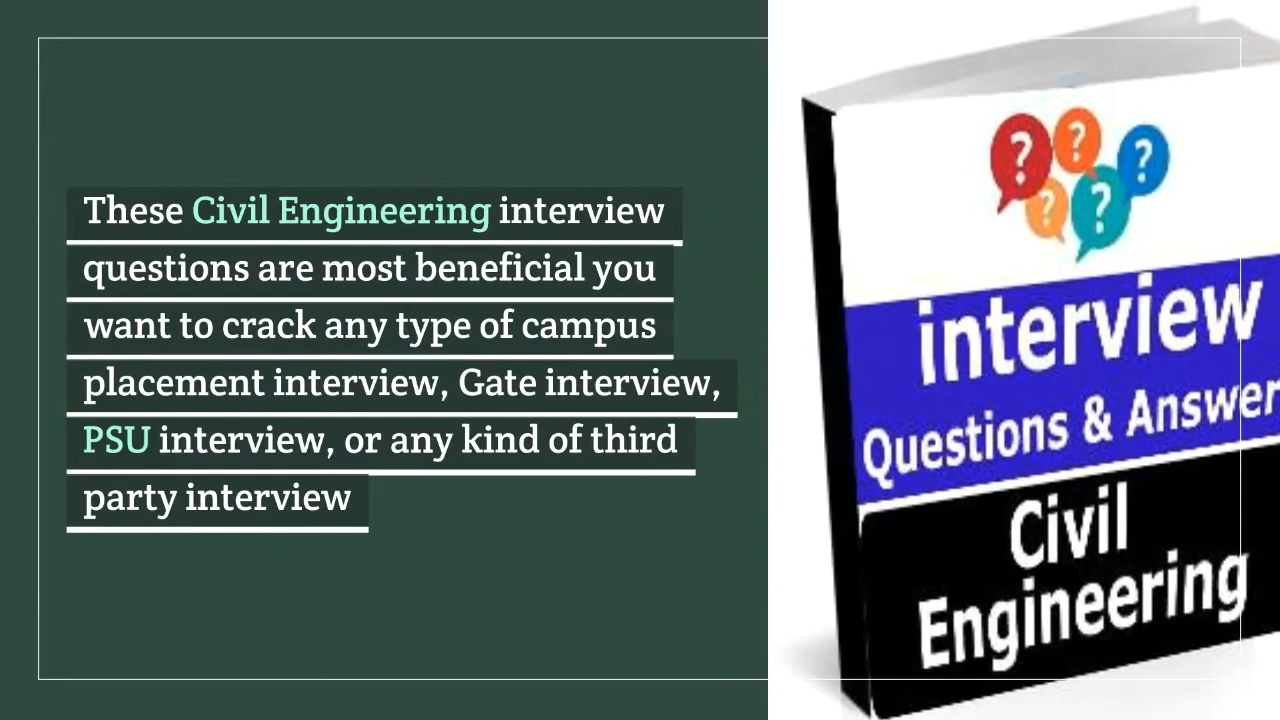 These Civil Engineering interview
questions are most beneficial you
want to crack any type of campus
placement interview, Gate interview,
PSU interview, or any kind of third
party interview
? ? ?
? ?
interview
Questions & Answer
Civil
Engineering